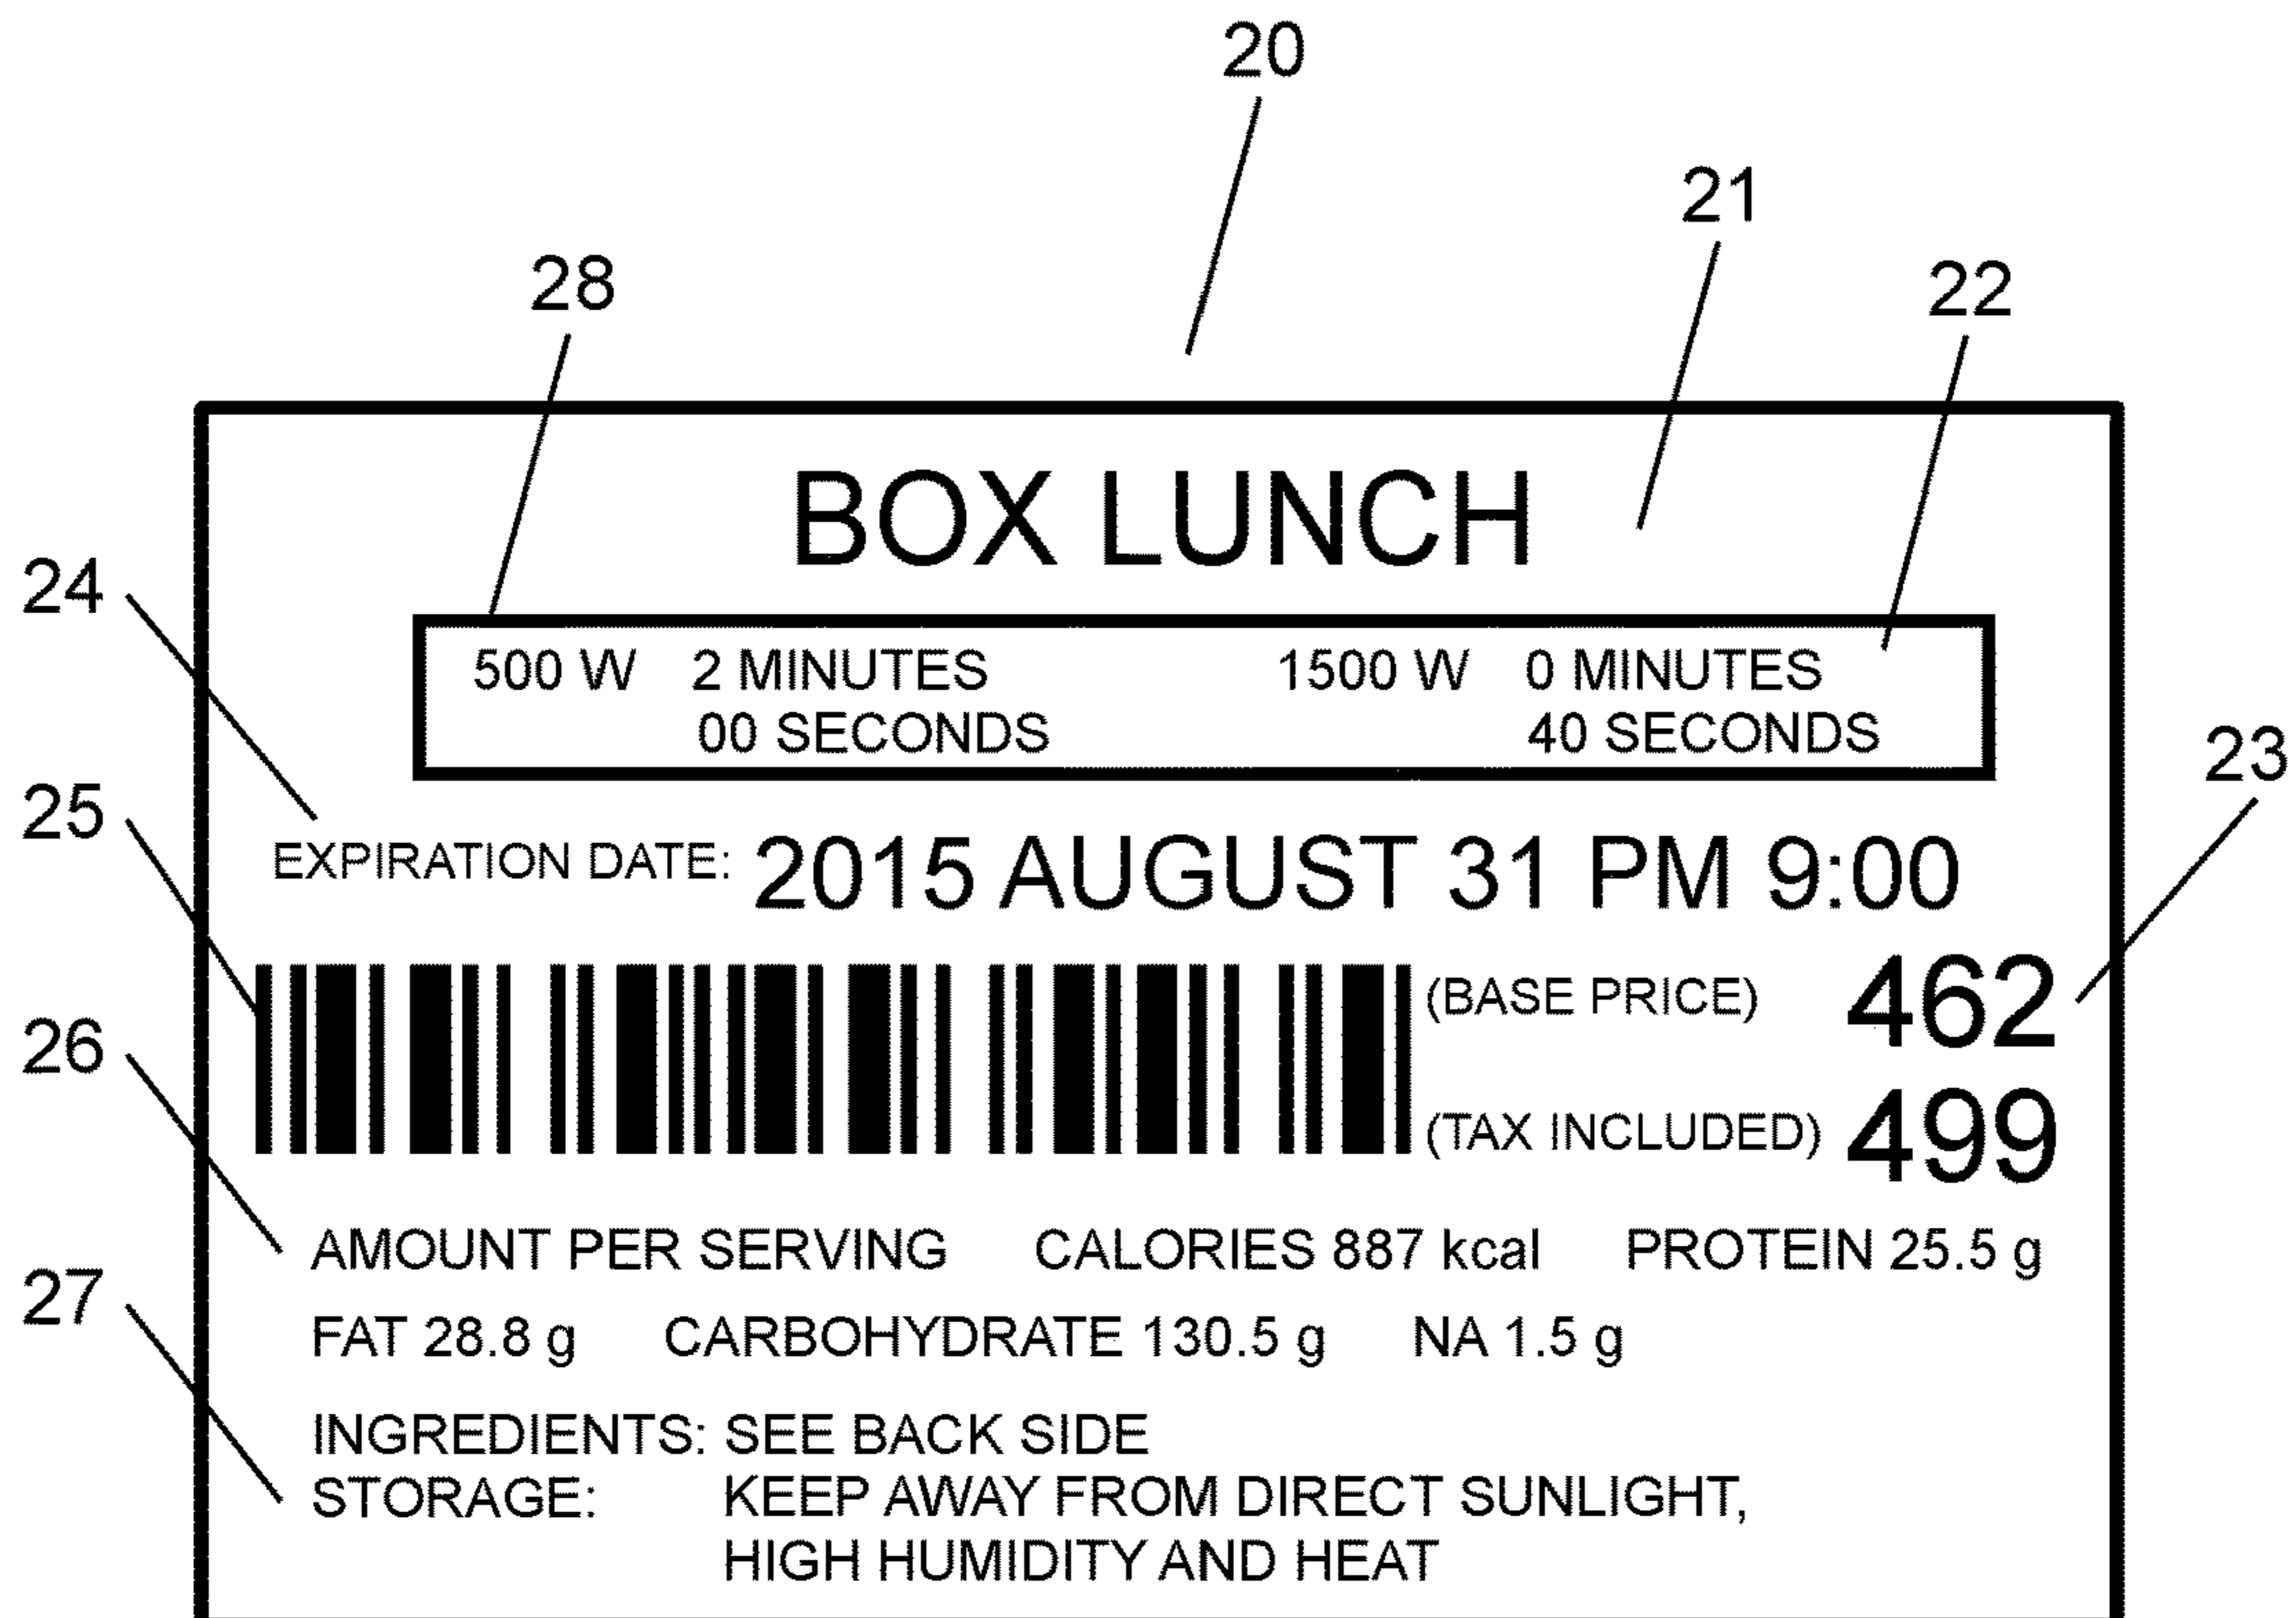 20
21
28
22
BOX LUNCH
24
500 W 2 MINUTES 1500 W 0 MINUTES
00 SECONDS 40 SECONDS
23
25
EXPIRATION DATE: 2015 AUGUST 31 PM 9:00
(BASE PRICE) 462
26
(TAX INCLUDED) 499
AMOUNT PER SERVING CALORIES 887 kcal PROTEIN 25.5 g
27
FAT 28.8 g CARBOHYDRATE 130.5 g NA 1.5 g
INGREDIENTS: SEE BACK SIDE
STORAGE: KEEP AWAY FROM DIRECT SUNLIGHT,
HIGH HUMIDITY AND HEAT